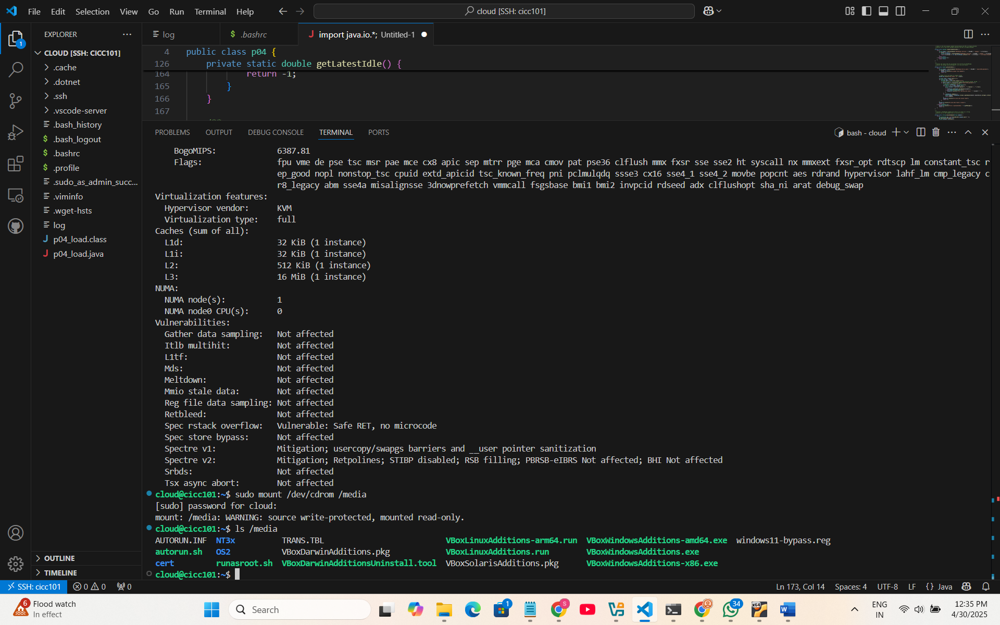 File Edit Selection View Go Run Terminal Help
cloud [SSH: cicc101]
EXPLORER
log
.bashrc
import java.io.*; Untitled-1
CLOUD [SSH: CICC101]
.cache
.dotnet
.ssh
.vscode-server
.bash_history
.bash_logout
.bashrc
.profile
.sudo_as_admin_succ...
.viminfo
.wget-hsts
log
p04_load.class
p04_load.java
OUTLINE
TIMELINE
4 public class p04 {
126 private static double getLatestIdle() {
164 return -1;
165 }
166 }
167
PROBLEMS OUTPUT DEBUG CONSOLE TERMINAL PORTS
bash - cloud
BogoMIPS: 6387.81
Flags: fpu vme de pse tsc msr pae mce cx8 apic sep mtrr pge mca cmov pat pse36 clflush mmx fxsr sse sse2 ht syscall nx mmxext fxsr_opt rdtscp lm constant_tsc r
ep_good nopl nonstop_tsc cpuid extd_apicid tsc_known_freq pni pclmulqdq ssse3 cx16 sse4_1 sse4_2 movbe popcnt aes rdrand hypervisor lahf_lm cmp_legacy c
r8_legacy abm sse4a misalignsse 3dnowprefetch vmmcall fsgsbase bmi1 bmi2 invpcid rdseed adx clflushopt sha_ni arat debug_swap
Virtualization features:
Hypervisor vendor: KVM
Virtualization type: full
Caches (sum of all):
L1d: 32 KiB (1 instance)
L1i: 32 KiB (1 instance)
L2: 512 KiB (1 instance)
L3: 16 MiB (1 instance)
NUMA:
NUMA node(s): 1
NUMA node0 CPU(s): 0
Vulnerabilities:
Gather data sampling: Not affected
Itlb multihit: Not affected
L1tf: Not affected
Mds: Not affected
Meltdown: Not affected
Mmio stale data: Not affected
Reg file data sampling: Not affected
Retbleed: Not affected
Spec rstack overflow: Vulnerable: Safe RET, no microcode
Spec store bypass: Not affected
Spectre v1: Mitigation; usercopy/swapgs barriers and __user pointer sanitization
Spectre v2: Mitigation; Retpolines; STIBP disabled; RSB filling; PBRSB-eIBRS Not affected; BHI Not affected
Srbds: Not affected
Tsx async abort: Not affected
cloud@cicc101:~$ sudo mount /dev/cdrom /media
[sudo] password for cloud:
mount: /media: WARNING: source write-protected, mounted read-only.
cloud@cicc101:~$ ls /media
AUTORUN.INF NT3x TRANS.TBL VBoxLinuxAdditions-arm64.run VBoxWindowsAdditions-amd64.exe windows11-bypass.reg
autorun.sh OS2 VBoxDarwinAdditions.pkg VBoxLinuxAdditions.run VBoxWindowsAdditions.exe
cert runasroot.sh VBoxDarwinAdditionsUninstall.tool VBoxSolarisAdditions.pkg VBoxWindowsAdditions-x86.exe
cloud@cicc101:~$
SSH: cicc101 0 0 0
Ln 173, Col 14 Spaces: 4 UTF-8 LF {} Java
6 Flood watch
In effect
Search
1
S
34
x64
ENG
IN
12:35 PM
4/30/2025